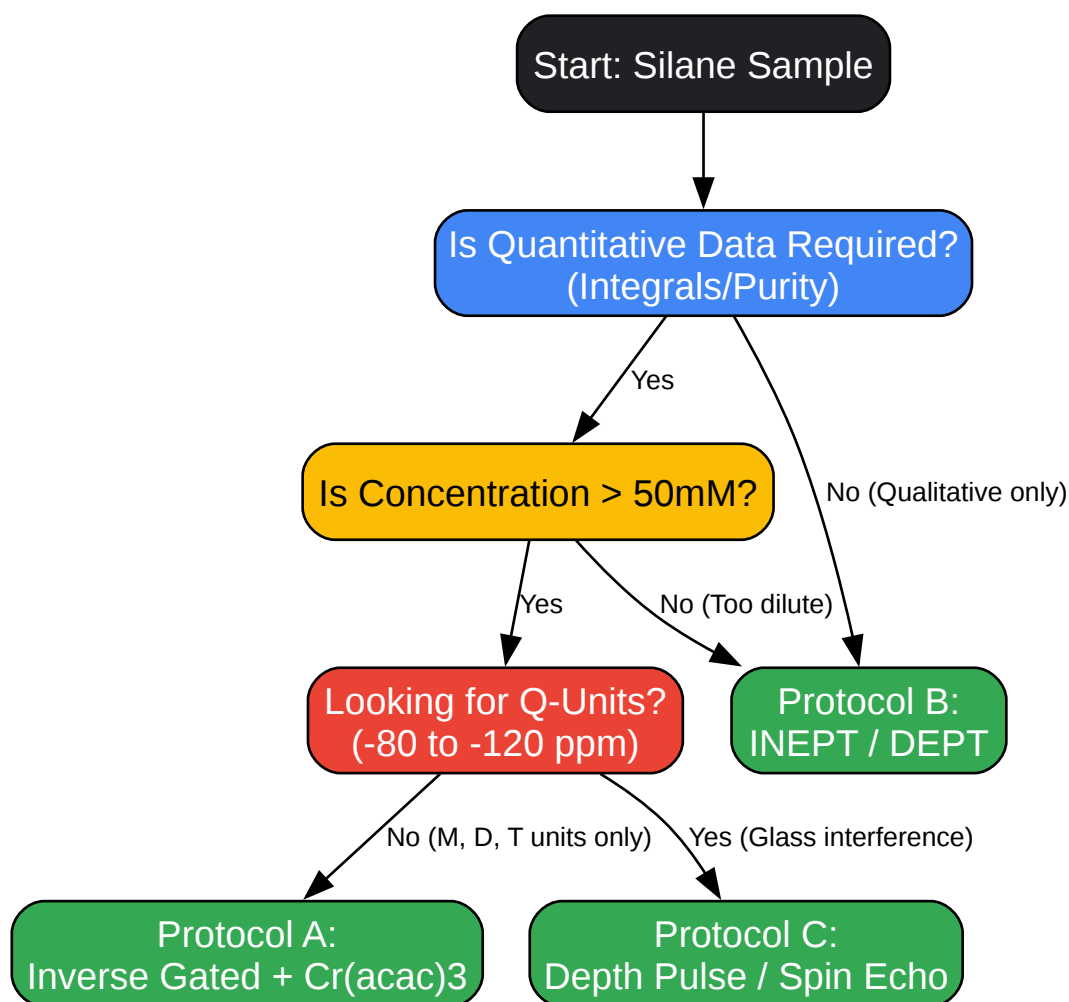 Start: Silane Sample
Is Quantitative Data Required?
(Integrals/Purity)
Yes
Is Concentration > 50mM?
No (Qualitative only)
Yes
No (Too dilute)
Looking for Q-Units?
(-80 to -120 ppm)
Protocol B:
INEPT / DEPT
No (M, D, T units only)
Yes (Glass interference)
Protocol A:
Inverse Gated + Cr(acac)3
Protocol C:
Depth Pulse / Spin Echo